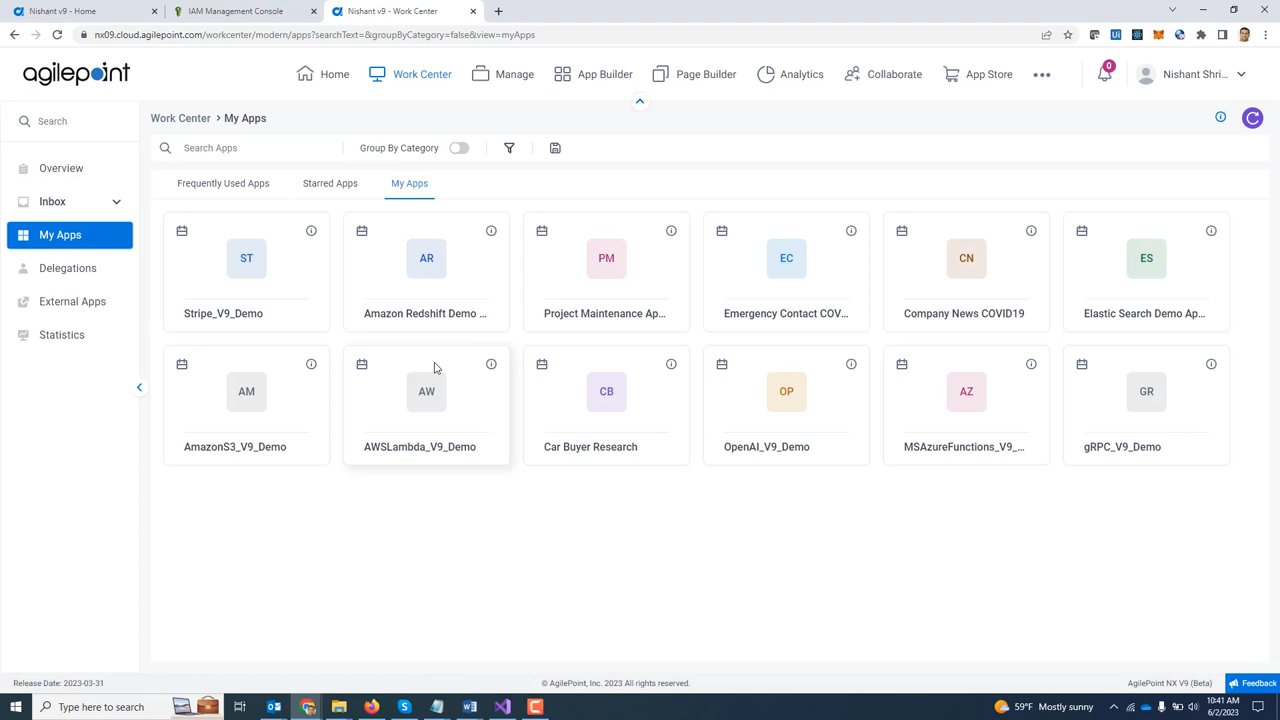 Nishant v9 - Home
IAM Management Console
Nishant v9 - Work Center
nx09.cloud.agilepoint.com/workcenter/modern/apps?searchText=&groupByCategory=false&view=myApps
agilepoint
Home
Work Center
Manage
App Builder
Page Builder
Analytics
Collaborate
App Store
0
Nishant Shri...
Search
Overview
Inbox
My Apps
Delegations
External Apps
Statistics
Work Center > My Apps
Search Apps
Group By Category
Frequently Used Apps
Starred Apps
My Apps
ST
Stripe_V9_Demo
AR
Amazon Redshift Demo ...
PM
Project Maintenance Ap...
EC
Emergency Contact COV...
CN
Company News COVID19
ES
Elastic Search Demo Ap...
AM
AmazonS3_V9_Demo
AW
AWSLambda_V9_Demo
CB
Car Buyer Research
OP
OpenAI_V9_Demo
AZ
MSAzureFunctions_V9_...
GR
gRPC_V9_Demo
Release Date: 2023-03-31
© AgilePoint, Inc. 2023 All rights reserved.
AgilePoint NX V9 (Beta)
Feedback
Type here to search
59°F Mostly sunny
10:41 AM
6/2/2023